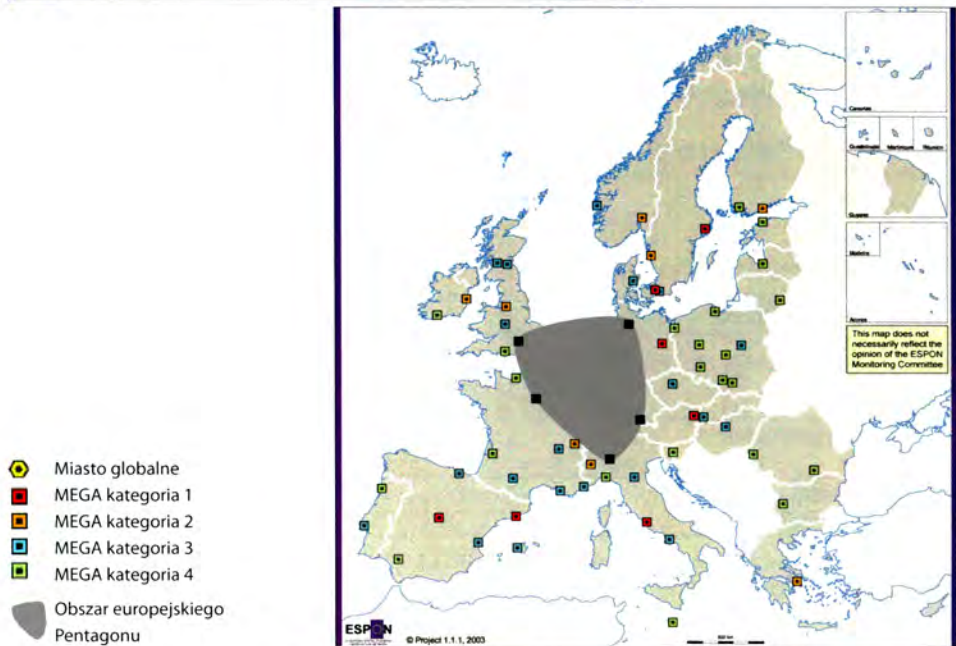 Miasto globalne
MEGA kategoria 1
MEGA kategoria 2
MEGA kategoria 3
MEGA kategoria 4
Obszar europejskiego
Pentagonu
Canarias
Guadeloupe
Martinique
Réunion
Guyane
Madeira
Acores
This map does not
necessarily reflect the
opinion of the ESPON
Monitoring Committee
ESPON
© Project 1.1.1, 2003